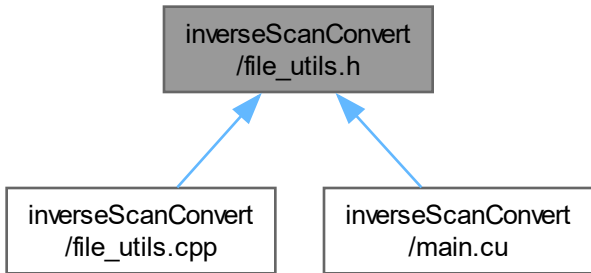 inverseScanConvert
/file_utils.h
inverseScanConvert
/file_utils.cpp
inverseScanConvert
/main.cu